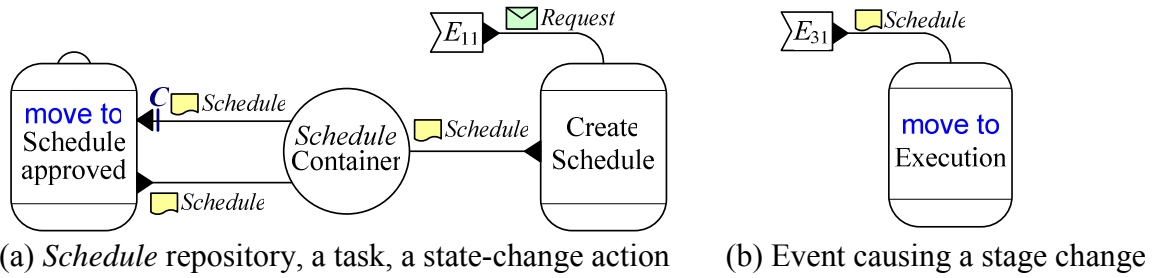 E11
Request
E31
Schedule
move to
Schedule
approved
C
Schedule
Schedule
Schedule
Container
Schedule
Create
Schedule
move to
Execution
(a) Schedule repository, a task, a state-change action
(b) Event causing a stage change